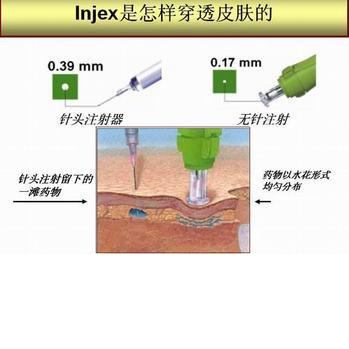 Injex是怎样穿透皮肤的
0.39 mm
0.17 mm
针头注射器
无针注射
针头注射留下的
一滩药物
药物以水花形式
均匀分布